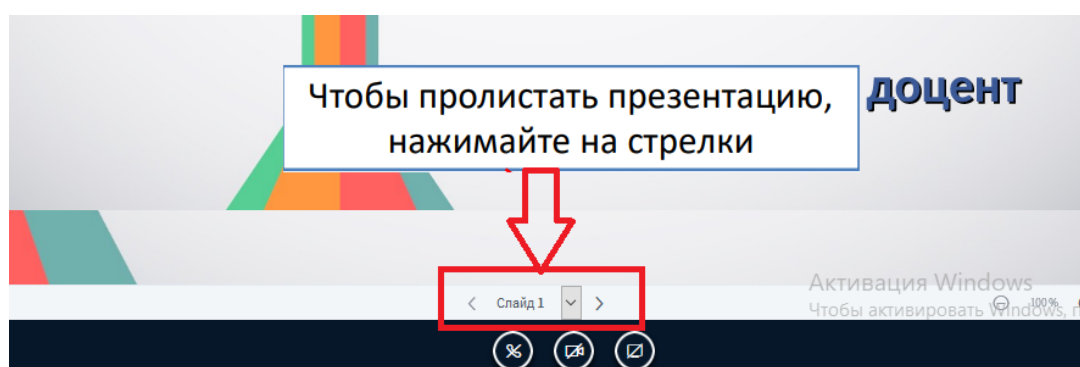 доцент
Чтобы пролистать презентацию,
нажимайте на стрелки
Активация Windows
Слайд 1
100%
Чтобы активировать Windows, п